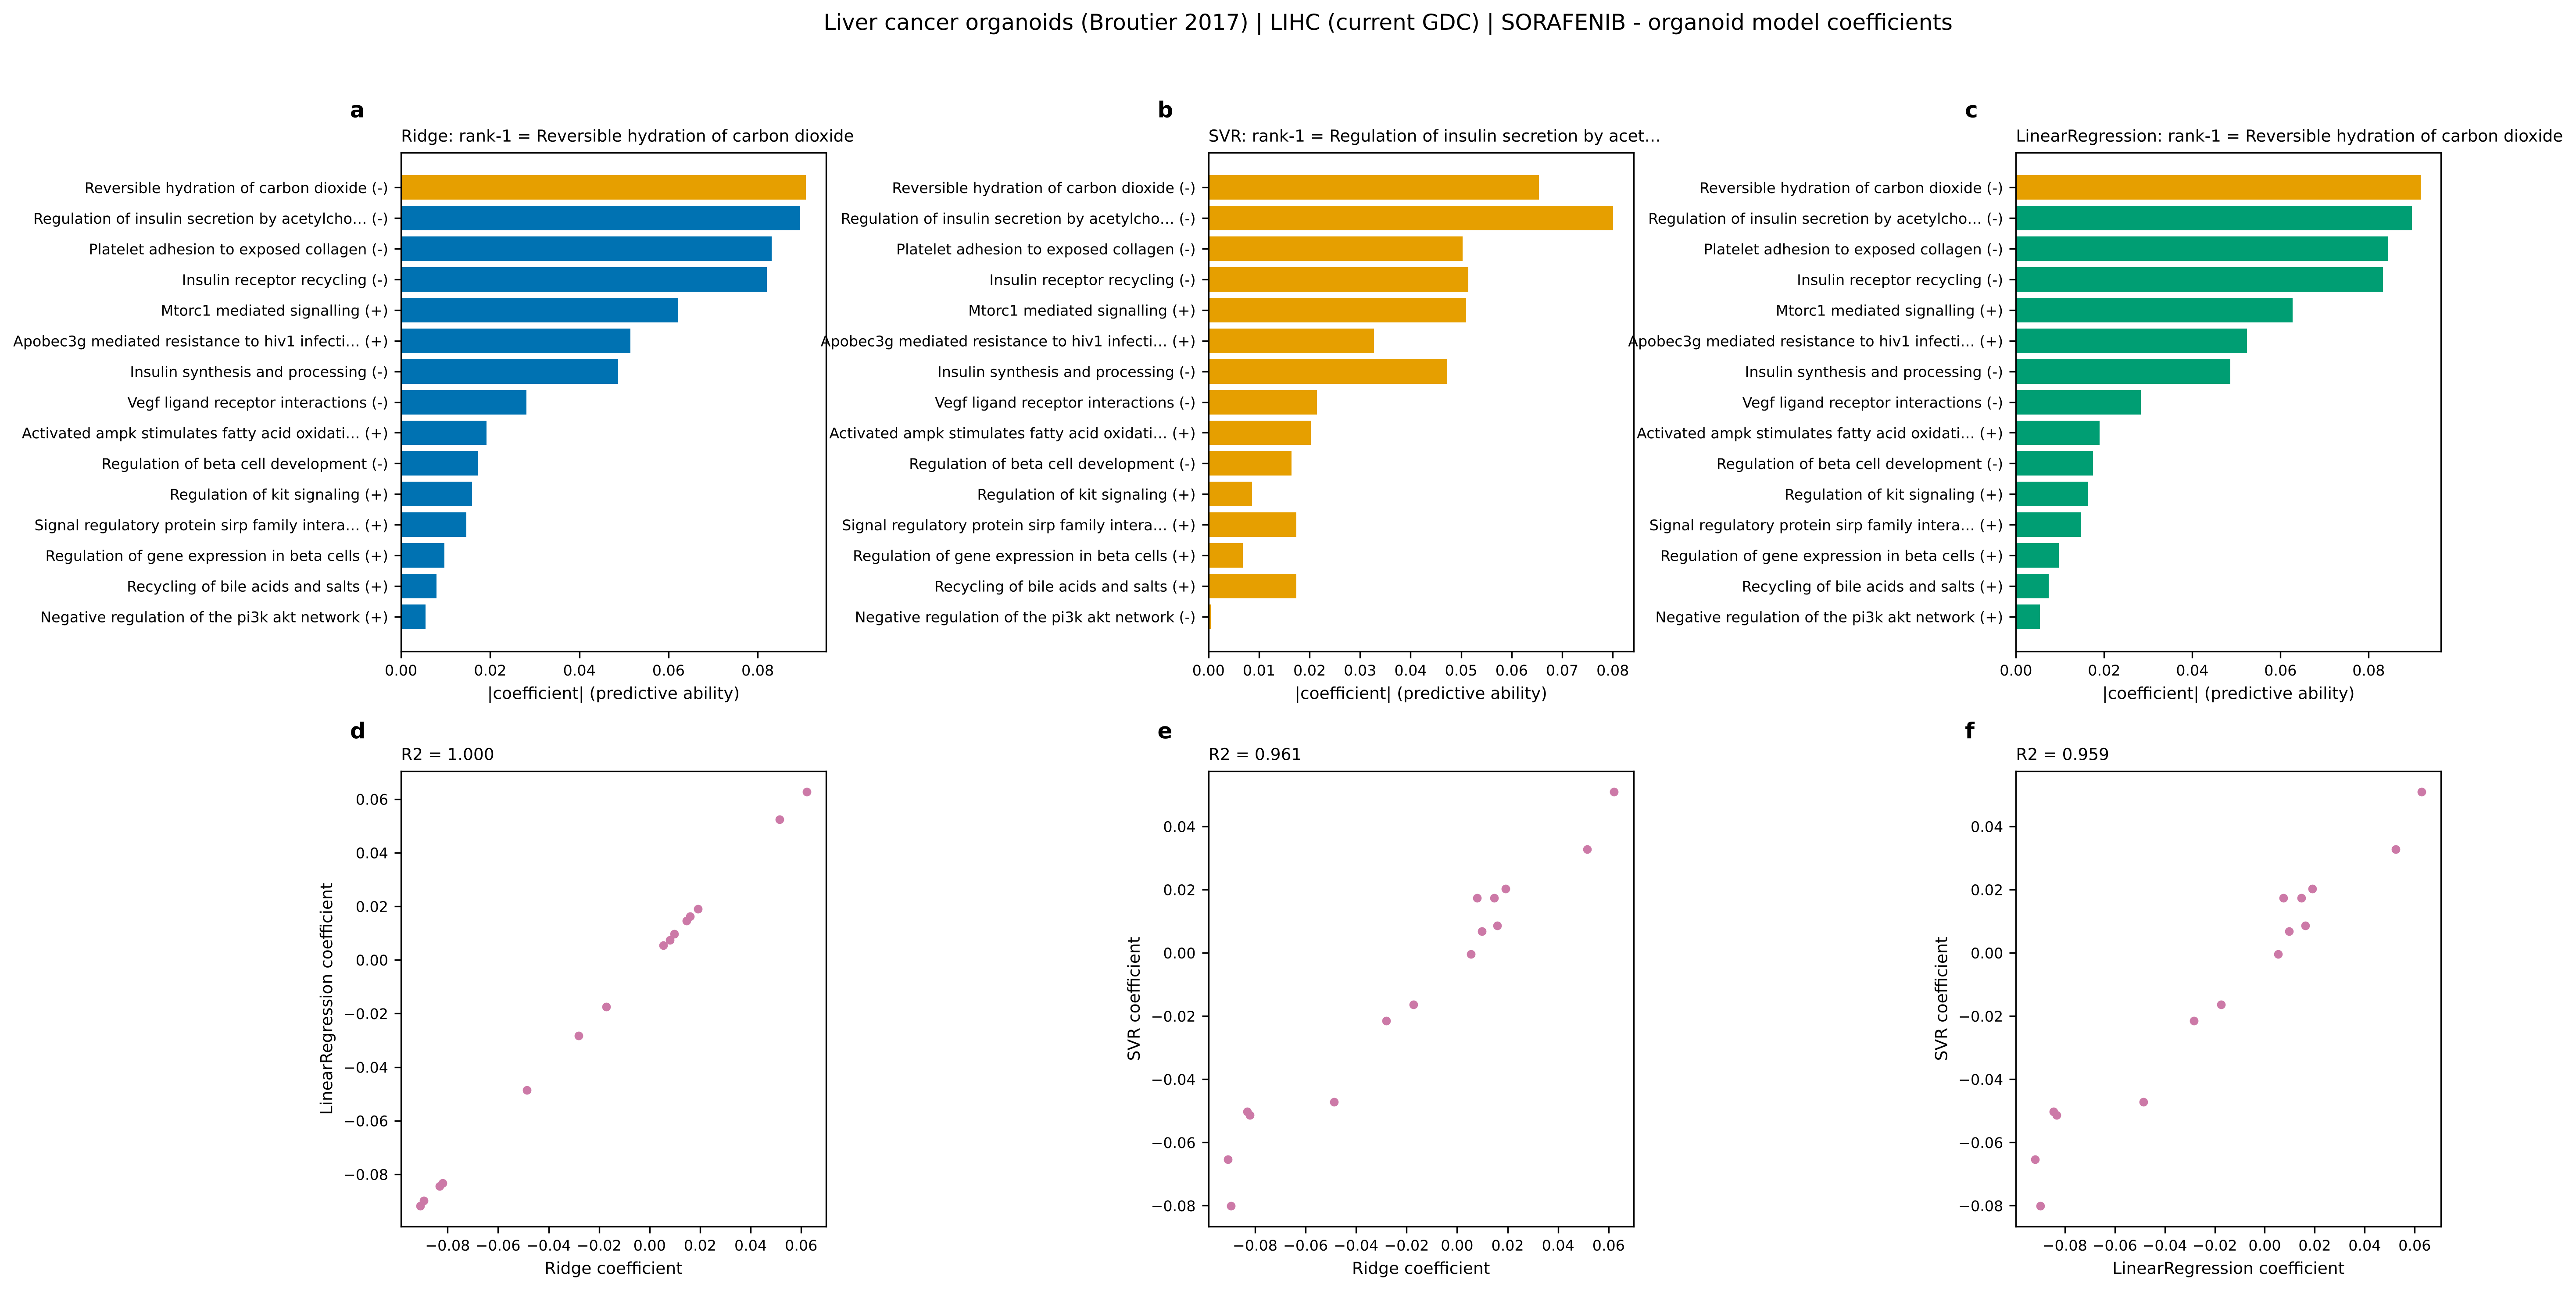 Liver cancer organoids (Broutier 2017) | LIHC (current GDC) | SORAFENIB - organoid model coefficients
a
Ridge: rank-1 = Reversible hydration of carbon dioxide
Reversible hydration of carbon dioxide (-)
Regulation of insulin secretion by acetylcho... (-)
Platelet adhesion to exposed collagen (-)
Insulin receptor recycling (-)
Mtorc1 mediated signalling (+)
Apobec3g mediated resistance to hiv1 infecti... (+)
Insulin synthesis and processing (-)
Vegf ligand receptor interactions (-)
Activated ampk stimulates fatty acid oxidati... (+)
Regulation of beta cell development (-)
Regulation of kit signaling (+)
Signal regulatory protein sirp family intera... (+)
Regulation of gene expression in beta cells (+)
Recycling of bile acids and salts (+)
Negative regulation of the pi3k akt network (+)
0.00 0.02 0.04 0.06 0.08
|coefficient| (predictive ability)
b
SVR: rank-1 = Regulation of insulin secretion by acet...
Reversible hydration of carbon dioxide (-)
Regulation of insulin secretion by acetylcho... (-)
Platelet adhesion to exposed collagen (-)
Insulin receptor recycling (-)
Mtorc1 mediated signalling (+)
Apobec3g mediated resistance to hiv1 infecti... (+)
Insulin synthesis and processing (-)
Vegf ligand receptor interactions (-)
Activated ampk stimulates fatty acid oxidati... (+)
Regulation of beta cell development (-)
Regulation of kit signaling (+)
Signal regulatory protein sirp family intera... (+)
Regulation of gene expression in beta cells (+)
Recycling of bile acids and salts (+)
Negative regulation of the pi3k akt network (-)
0.00 0.01 0.02 0.03 0.04 0.05 0.06 0.07 0.08
|coefficient| (predictive ability)
c
LinearRegression: rank-1 = Reversible hydration of carbon dioxide
Reversible hydration of carbon dioxide (-)
Regulation of insulin secretion by acetylcho... (-)
Platelet adhesion to exposed collagen (-)
Insulin receptor recycling (-)
Mtorc1 mediated signalling (+)
Apobec3g mediated resistance to hiv1 infecti... (+)
Insulin synthesis and processing (-)
Vegf ligand receptor interactions (-)
Activated ampk stimulates fatty acid oxidati... (+)
Regulation of beta cell development (-)
Regulation of kit signaling (+)
Signal regulatory protein sirp family intera... (+)
Regulation of gene expression in beta cells (+)
Recycling of bile acids and salts (+)
Negative regulation of the pi3k akt network (+)
0.00 0.02 0.04 0.06 0.08
|coefficient| (predictive ability)
d
R2 = 1.000
LinearRegression coefficient
0.06
0.04
0.02
0.00
−0.02
−0.04
−0.06
−0.08
−0.08 −0.06 −0.04 −0.02 0.00 0.02 0.04 0.06
Ridge coefficient
e
R2 = 0.961
SVR coefficient
0.04
0.02
0.00
−0.02
−0.04
−0.06
−0.08
−0.08 −0.06 −0.04 −0.02 0.00 0.02 0.04 0.06
Ridge coefficient
f
R2 = 0.959
SVR coefficient
0.04
0.02
0.00
−0.02
−0.04
−0.06
−0.08
−0.08 −0.06 −0.04 −0.02 0.00 0.02 0.04 0.06
LinearRegression coefficient